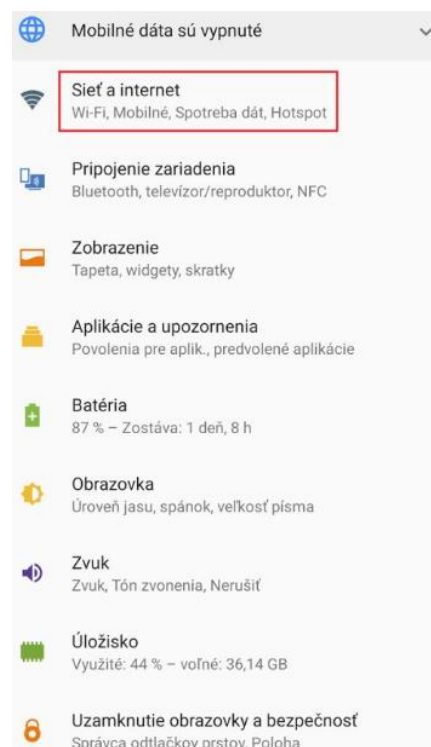 Mobilné dáta sú vypnuté
Sieť a internet
Wi-Fi, Mobilné, Spotreba dát, Hotspot
Pripojenie zariadenia
Bluetooth, televízor/reproduktor, NFC
Zobrazenie
Tapeta, widgety, skratky
Aplikácie a upozornenia
Povolenia pre aplik., predvolené aplikácie
Batéria
87 % – Zostáva: 1 deň, 8 h
Obrazovka
Úroveň jasu, spánok, veľkosť písma
Zvuk
Zvuk, Tón zvonenia, Nerušiť
Úložisko
Využité: 44 % – voľné: 36,14 GB
Uzamknutie obrazovky a bezpečnosť
Správca odtlačkov prstov, Poloha